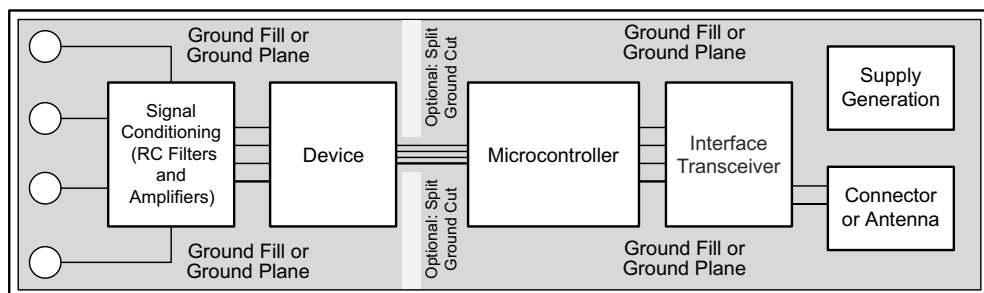 Ground Fill or
Ground Plane
Optional: Split
Ground Cut
Ground Fill or
Ground Plane
Supply
Generation
Signal
Conditioning
(RC Filters
and
Amplifiers)
Device
Microcontroller
Interface
Transceiver
Connector
or Antenna
Ground Fill or
Ground Plane
Optional: Split
Ground Cut
Ground Fill or
Ground Plane